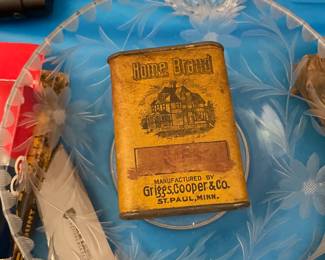 Home Brand
MANUFACTURED BY
Griggs, Cooper & Co.
ST. PAUL, MINN.